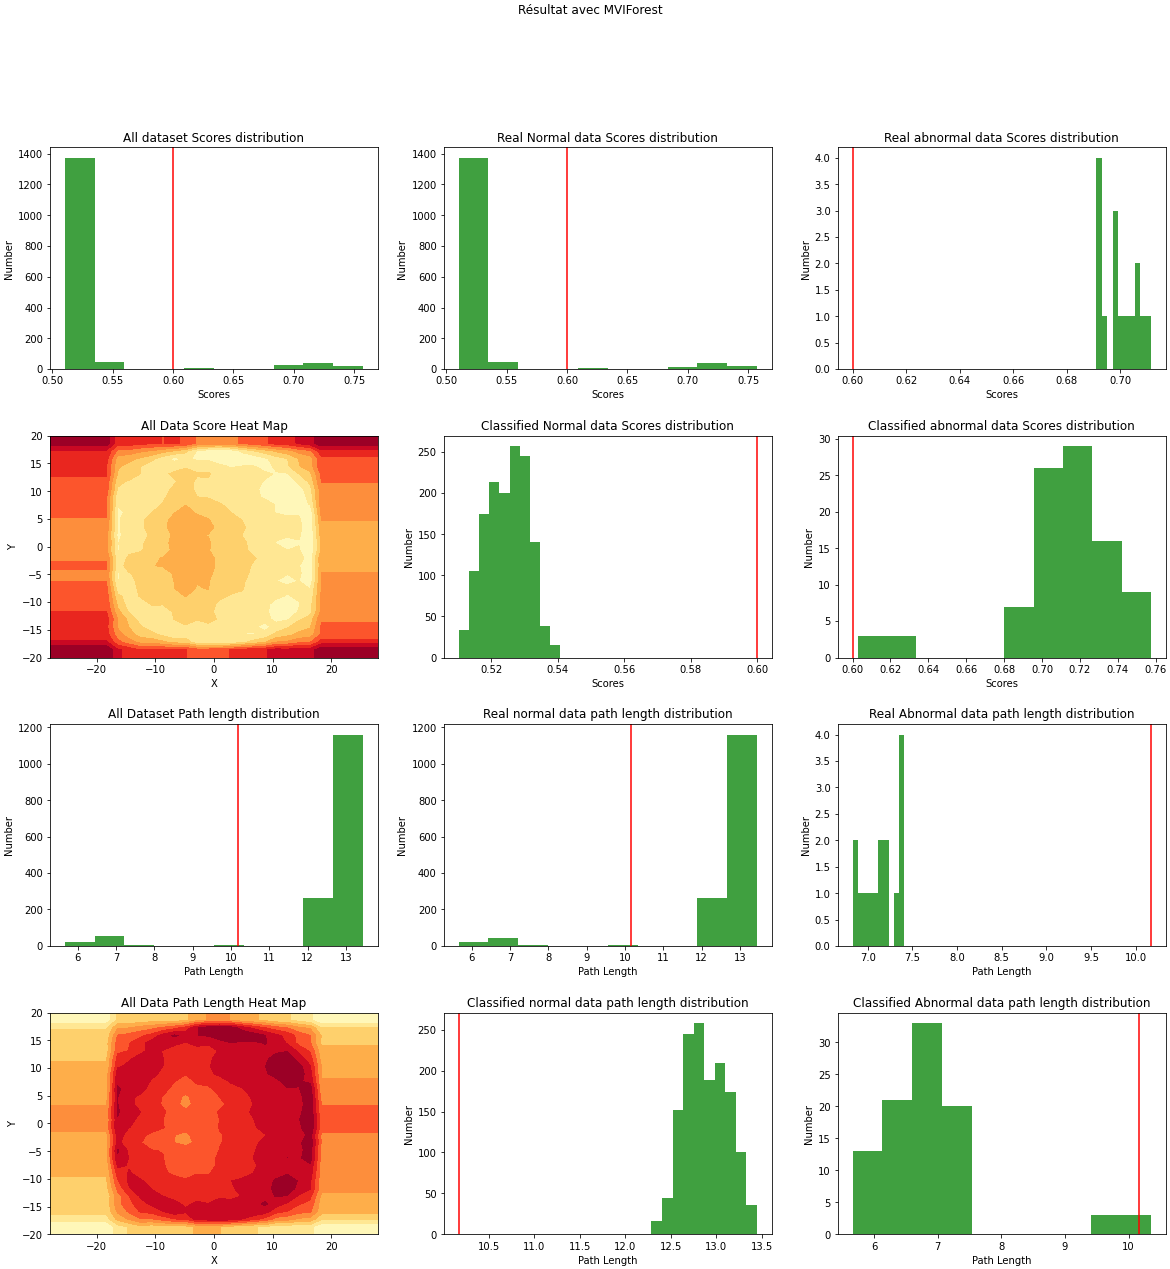 Résultat avec MVIForest
All dataset Scores distribution
Real Normal data Scores distribution
Real abnormal data Scores distribution
1400
1200
1000
800
600
400
200
0
Number
0.50 0.55 0.60 0.65 0.70 0.75
Scores
1400
1200
1000
800
600
400
200
0
Number
0.50 0.55 0.60 0.65 0.70 0.75
Scores
4.0
3.5
3.0
2.5
2.0
1.5
1.0
0.5
0.0
Number
0.60 0.62 0.64 0.66 0.68 0.70
Scores
All Data Score Heat Map
Classified Normal data Scores distribution
Classified abnormal data Scores distribution
20
15
10
5
0
−5
−10
−15
−20
Y
−20 −10 0 10 20
X
250
200
150
100
50
0
Number
0.52 0.54 0.56 0.58 0.60
Scores
30
25
20
15
10
5
0
Number
0.60 0.62 0.64 0.66 0.68 0.70 0.72 0.74 0.76
Scores
All Dataset Path length distribution
Real normal data path length distribution
Real Abnormal data path length distribution
1200
1000
800
600
400
200
0
Number
6 7 8 9 10 11 12 13
Path Length
1200
1000
800
600
400
200
0
Number
6 7 8 9 10 11 12 13
Path Length
4.0
3.5
3.0
2.5
2.0
1.5
1.0
0.5
0.0
Number
7.0 7.5 8.0 8.5 9.0 9.5 10.0
Path Length
All Data Path Length Heat Map
Classified normal data path length distribution
Classified Abnormal data path length distribution
20
15
10
5
0
−5
−10
−15
−20
Y
−20 −10 0 10 20
X
250
200
150
100
50
0
Number
10.5 11.0 11.5 12.0 12.5 13.0 13.5
Path Length
30
25
20
15
10
5
0
Number
6 7 8 9 10
Path Length